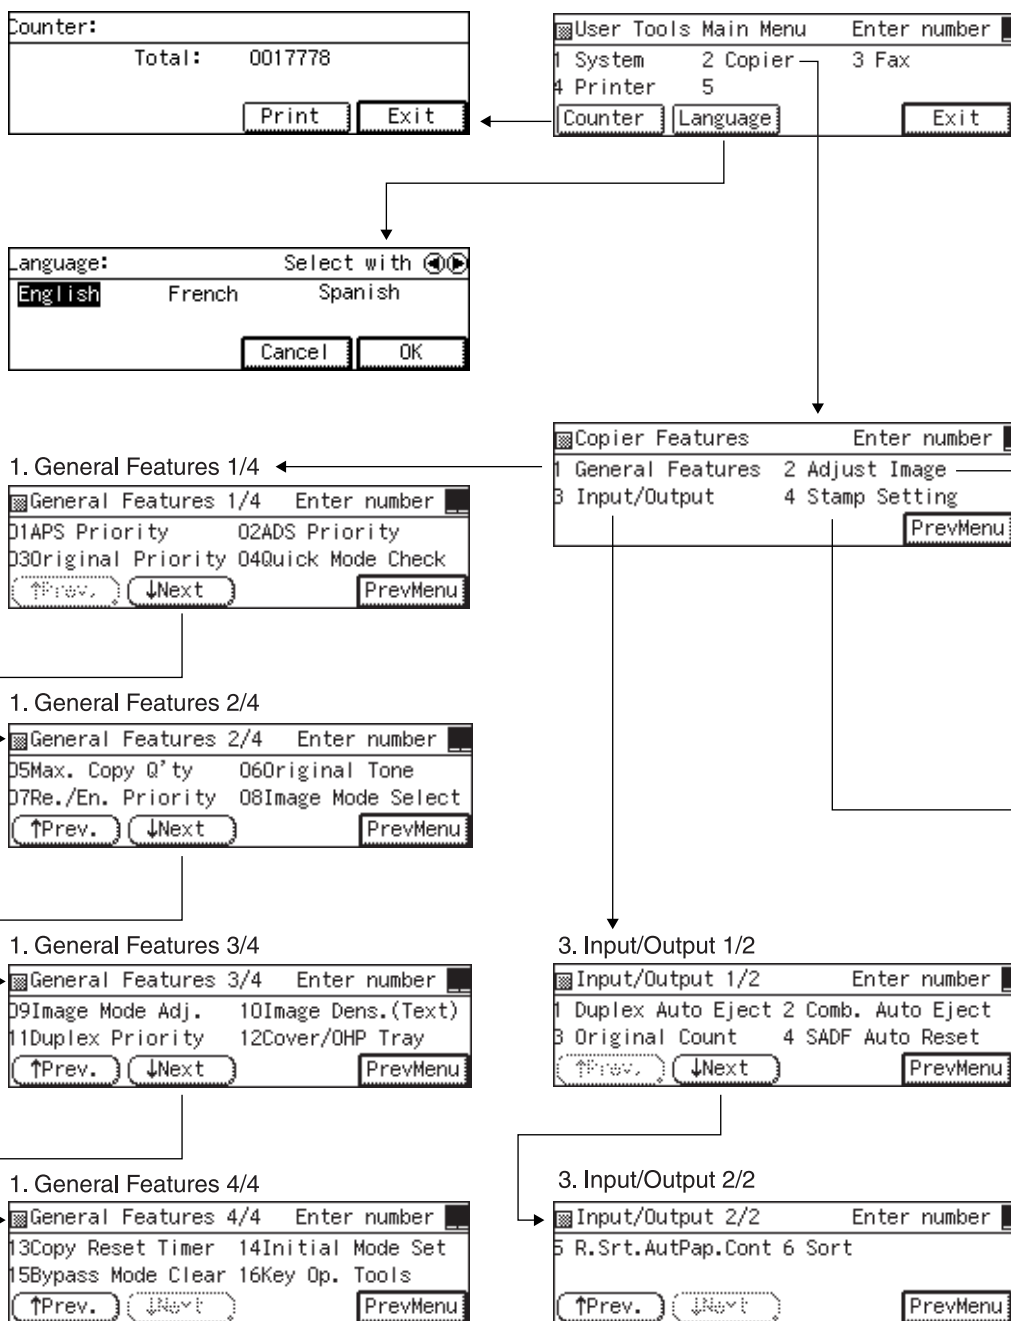 Counter:
Total: 0017778
Print Exit
User Tools Main Menu Enter number
1 System 2 Copier 3 Fax
4 Printer 5
Counter Language Exit
Language: Select with
English French Spanish
Cancel OK
Copier Features Enter number
1 General Features 2 Adjust Image
3 Input/Output 4 Stamp Setting
PrevMenu
1. General Features 1/4
General Features 1/4 Enter number
01APS Priority 02ADS Priority
03Original Priority 04Quick Mode Check
↑Prev. ↓Next PrevMenu
1. General Features 2/4
General Features 2/4 Enter number
05Max. Copy Q'ty 06Original Tone
07Re./En. Priority 08Image Mode Select
↑Prev. ↓Next PrevMenu
1. General Features 3/4
General Features 3/4 Enter number
09Image Mode Adj. 10Image Dens.(Text)
11Duplex Priority 12Cover/OHP Tray
↑Prev. ↓Next PrevMenu
1. General Features 4/4
General Features 4/4 Enter number
13Copy Reset Timer 14Initial Mode Set
15Bypass Mode Clear 16Key Op. Tools
↑Prev. ↓Next PrevMenu
3. Input/Output 1/2
Input/Output 1/2 Enter number
1 Duplex Auto Eject 2 Comb. Auto Eject
3 Original Count 4 SADF Auto Reset
↑Prev. ↓Next PrevMenu
3. Input/Output 2/2
Input/Output 2/2 Enter number
5 R.Srt.AutPap.Cont 6 Sort
↑Prev. ↓Next PrevMenu